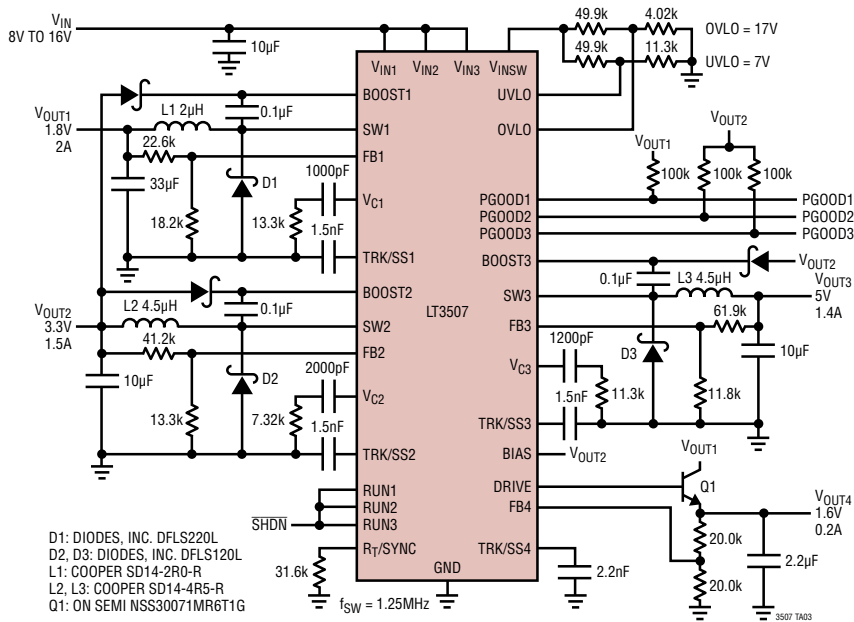 VIN
8V TO 16V
10µF
49.9k
4.02k
OVLO = 17V
49.9k
11.3k
UVLO = 7V
VIN1
VIN2
VIN3
VINSW
BOOST1
UVLO
VOUT1
1.8V
2A
L1 2µH
0.1µF
SW1
OVLO
22.6k
FB1
33µF
D1
1000pF
18.2k
13.3k
VC1
1.5nF
TRK/SS1
VOUT1
VOUT2
100k
100k
100k
PGOOD1
PGOOD1
PGOOD2
PGOOD2
PGOOD3
PGOOD3
BOOST3
VOUT2
BOOST2
LT3507
0.1µF
L3 4.5µH
VOUT3
5V
1.4A
SW3
VOUT2
3.3V
1.5A
L2 4.5µH
0.1µF
SW2
41.2k
FB2
61.9k
FB3
10µF
D2
2000pF
D3
1200pF
10µF
VC3
13.3k
7.32k
VC2
1.5nF
11.3k
11.8k
1.5nF
TRK/SS3
TRK/SS2
BIAS
VOUT2
VOUT1
RUN1
RUN2
RUN3
SHDN
DRIVE
Q1
FB4
VOUT4
1.6V
0.2A
20.0k
20.0k
2.2µF
RT/SYNC
TRK/SS4
GND
31.6k
2.2nF
fSW = 1.25MHz
D1: DIODES, INC. DFLS220L
D2, D3: DIODES, INC. DFLS120L
L1: COOPER SD14-2R0-R
L2, L3: COOPER SD14-4R5-R
Q1: ON SEMI NSS30071MR6T1G
3507 TA03